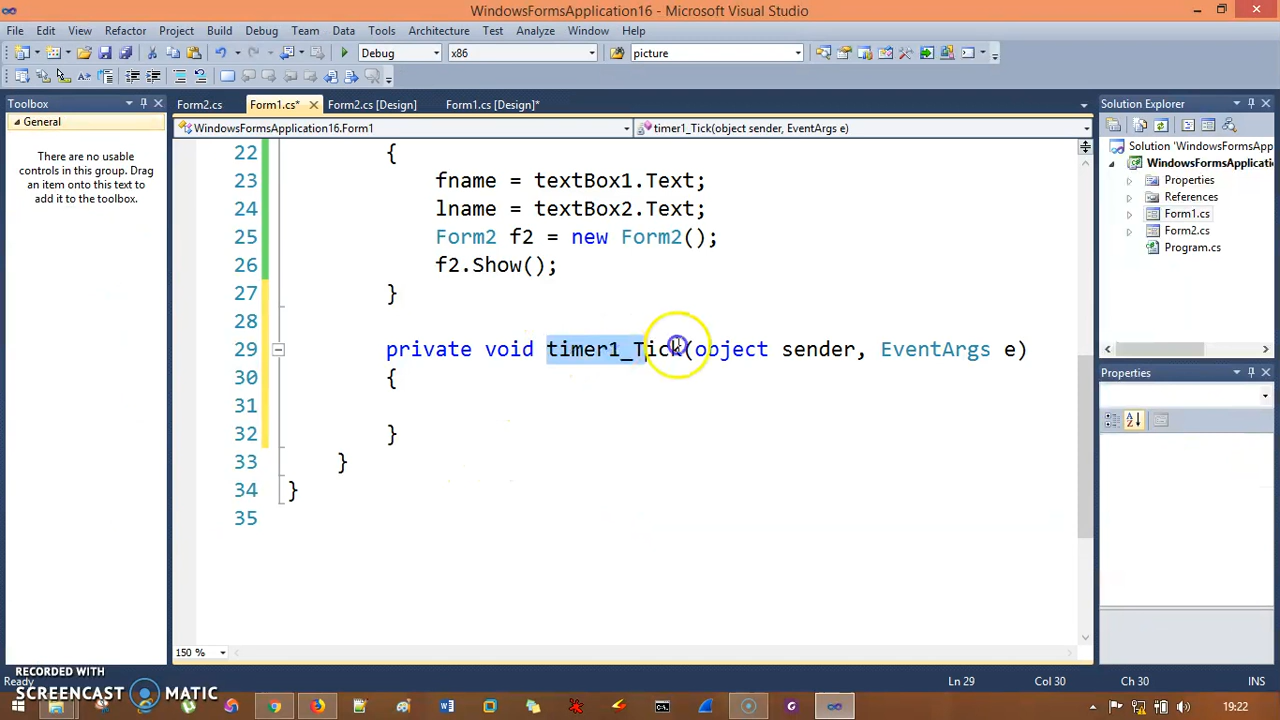 WindowsFormsApplication16 - Microsoft Visual Studio
File Edit View Refactor Project Build Debug Team Data Tools Architecture Test Analyze Window Help
Debug x86 picture
Toolbox
General
There are no usable
controls in this group. Drag
an item onto this text to
add it to the toolbox.
Form2.cs Form1.cs* Form2.cs [Design] Form1.cs [Design]*
WindowsFormsApplication16.Form1 timer1_Tick(object sender, EventArgs e)
22 {
23 fname = textBox1.Text;
24 lname = textBox2.Text;
25 Form2 f2 = new Form2();
26 f2.Show();
27 }
28
29 private void timer1_Tick(object sender, EventArgs e)
30 {
31
32 }
33 }
34 }
35
150 %
Solution Explorer
Solution 'WindowsFormsApp
WindowsFormsApplicatio
Properties
References
Form1.cs
Form2.cs
Program.cs
Properties
Ready Ln 29 Col 30 Ch 30 INS
RECORDED WITH
SCREENCAST MATIC
19:22